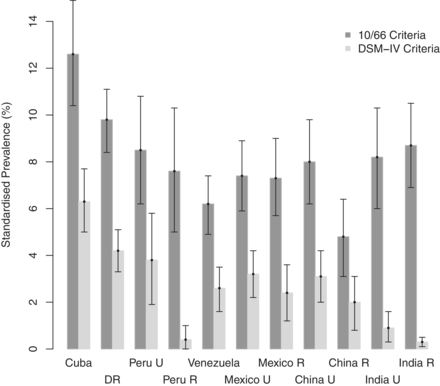 14
12
10
8
6
4
2
0
Standardised Prevalence (%)
10/66 Criteria
DSM−IV Criteria
Cuba
DR
Peru U
Peru R
Venezuela
Mexico U
Mexico R
China U
China R
India U
India R